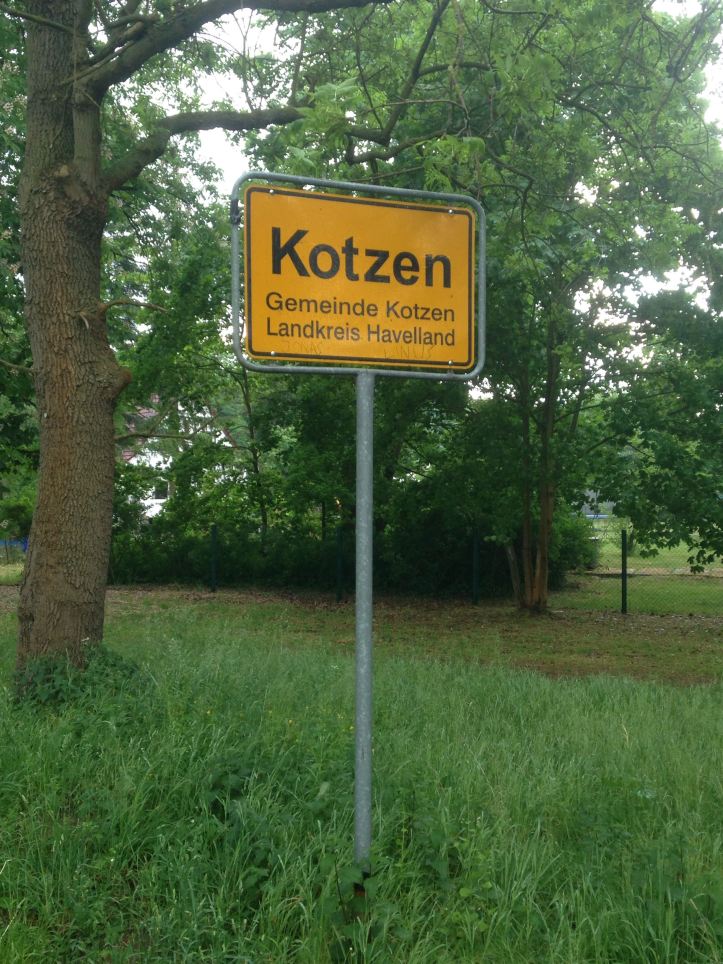 Kotzen
Gemeinde Kotzen
Landkreis Havelland